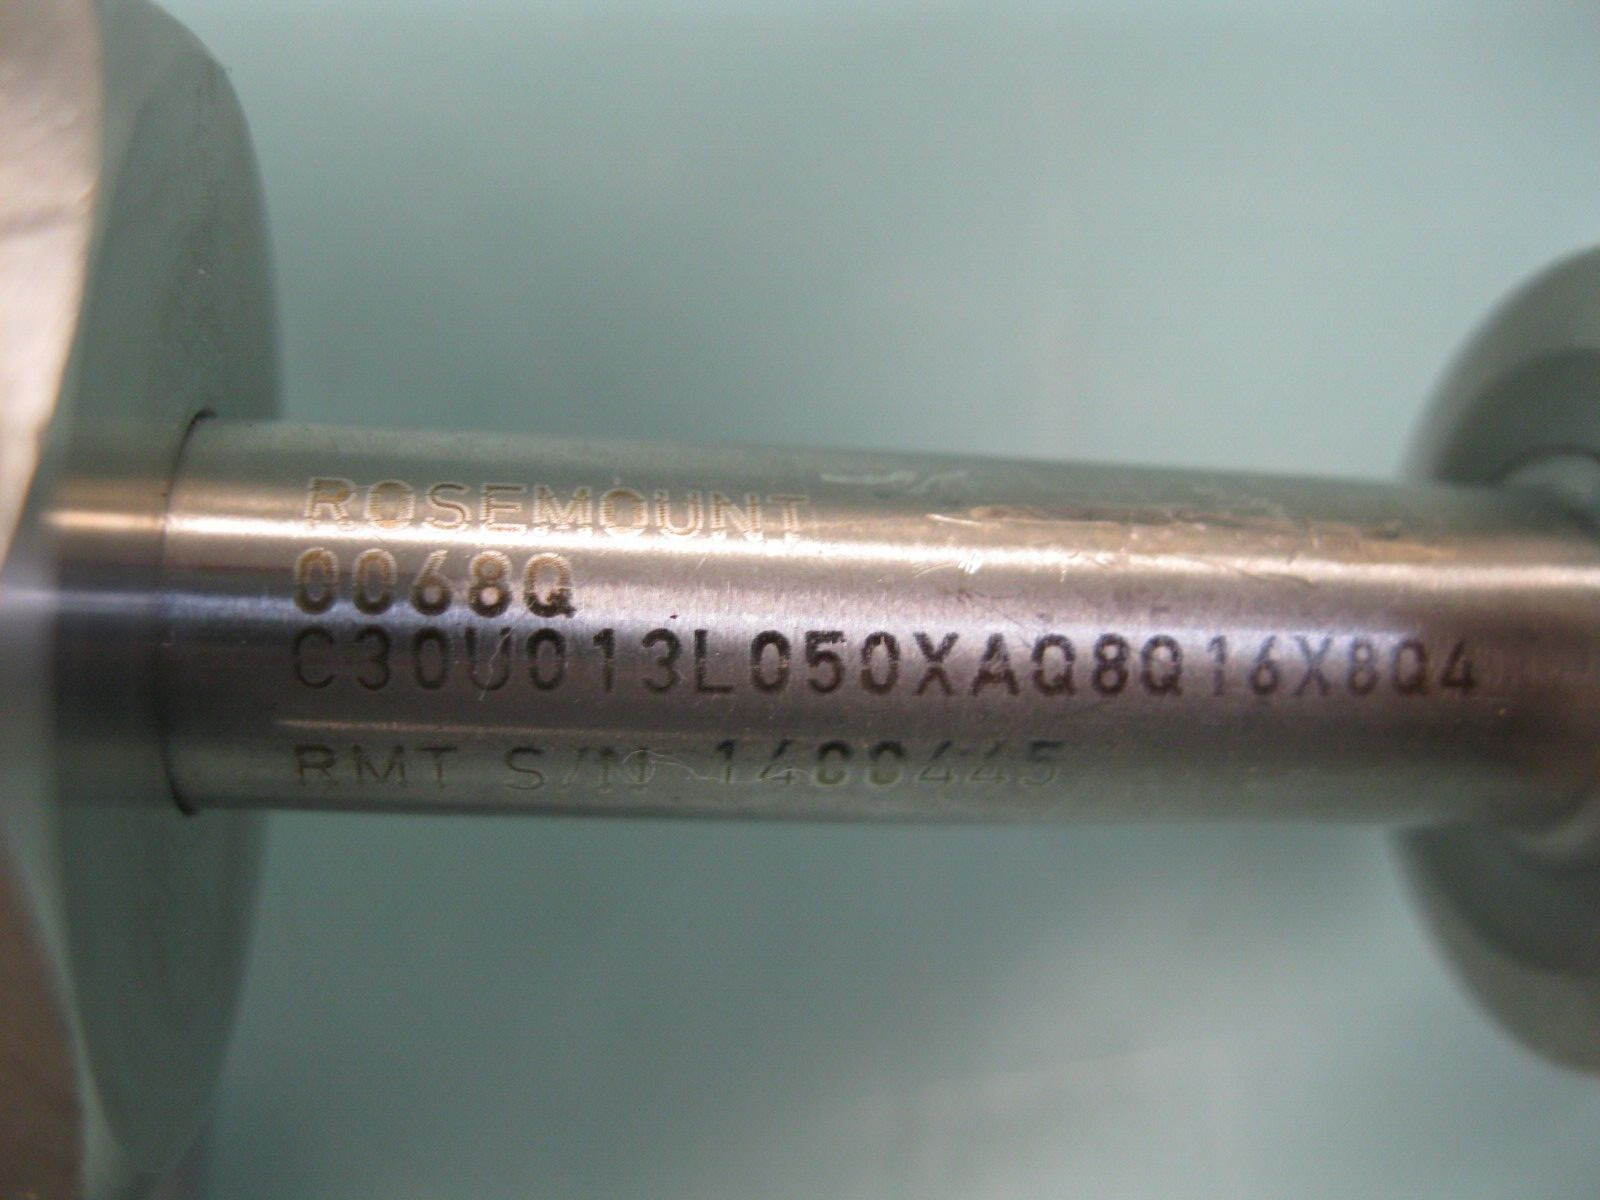 ROSEMOUNT
0068Q
C30U013L050XAQ8Q16X8Q4
RMT S/N 1400445